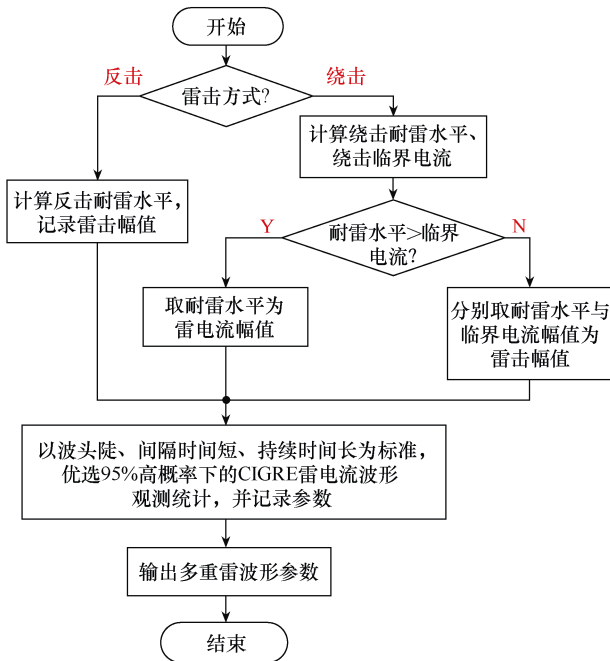 开始
反击
绕击
雷击方式?
计算绕击耐雷水平、
绕击临界电流
计算反击耐雷水平,
记录雷击幅值
Y
耐雷水平>临界
电流?
N
取耐雷水平为
雷电流幅值
分别取耐雷水平与
临界电流幅值为
雷击幅值
以波头陡、间隔时间短、持续时间长为标准,
优选95%高概率下的CIGRE雷电流波形
观测统计,并记录参数
输出多重雷波形参数
结束